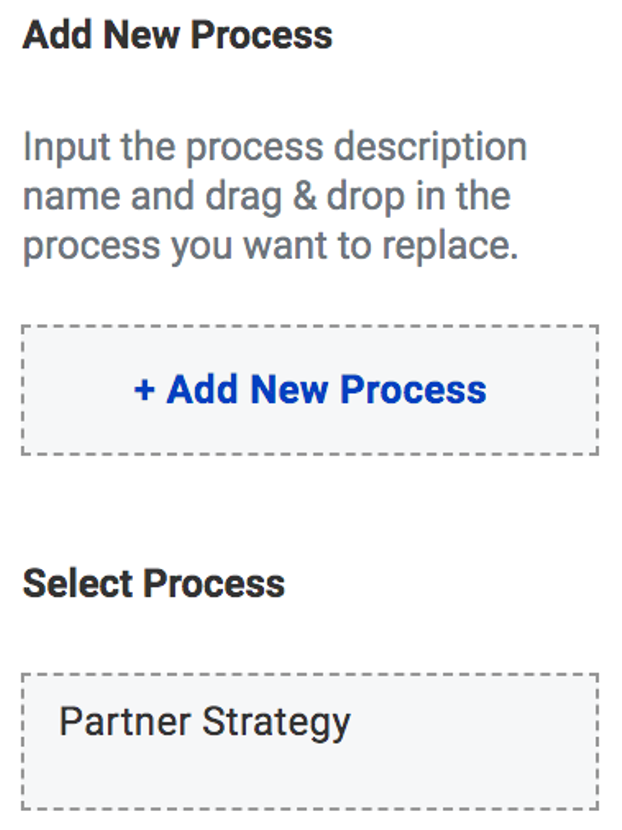 Add New Process
Input the process description
name and drag & drop in the
process you want to replace.
+ Add New Process
Select Process
Partner Strategy